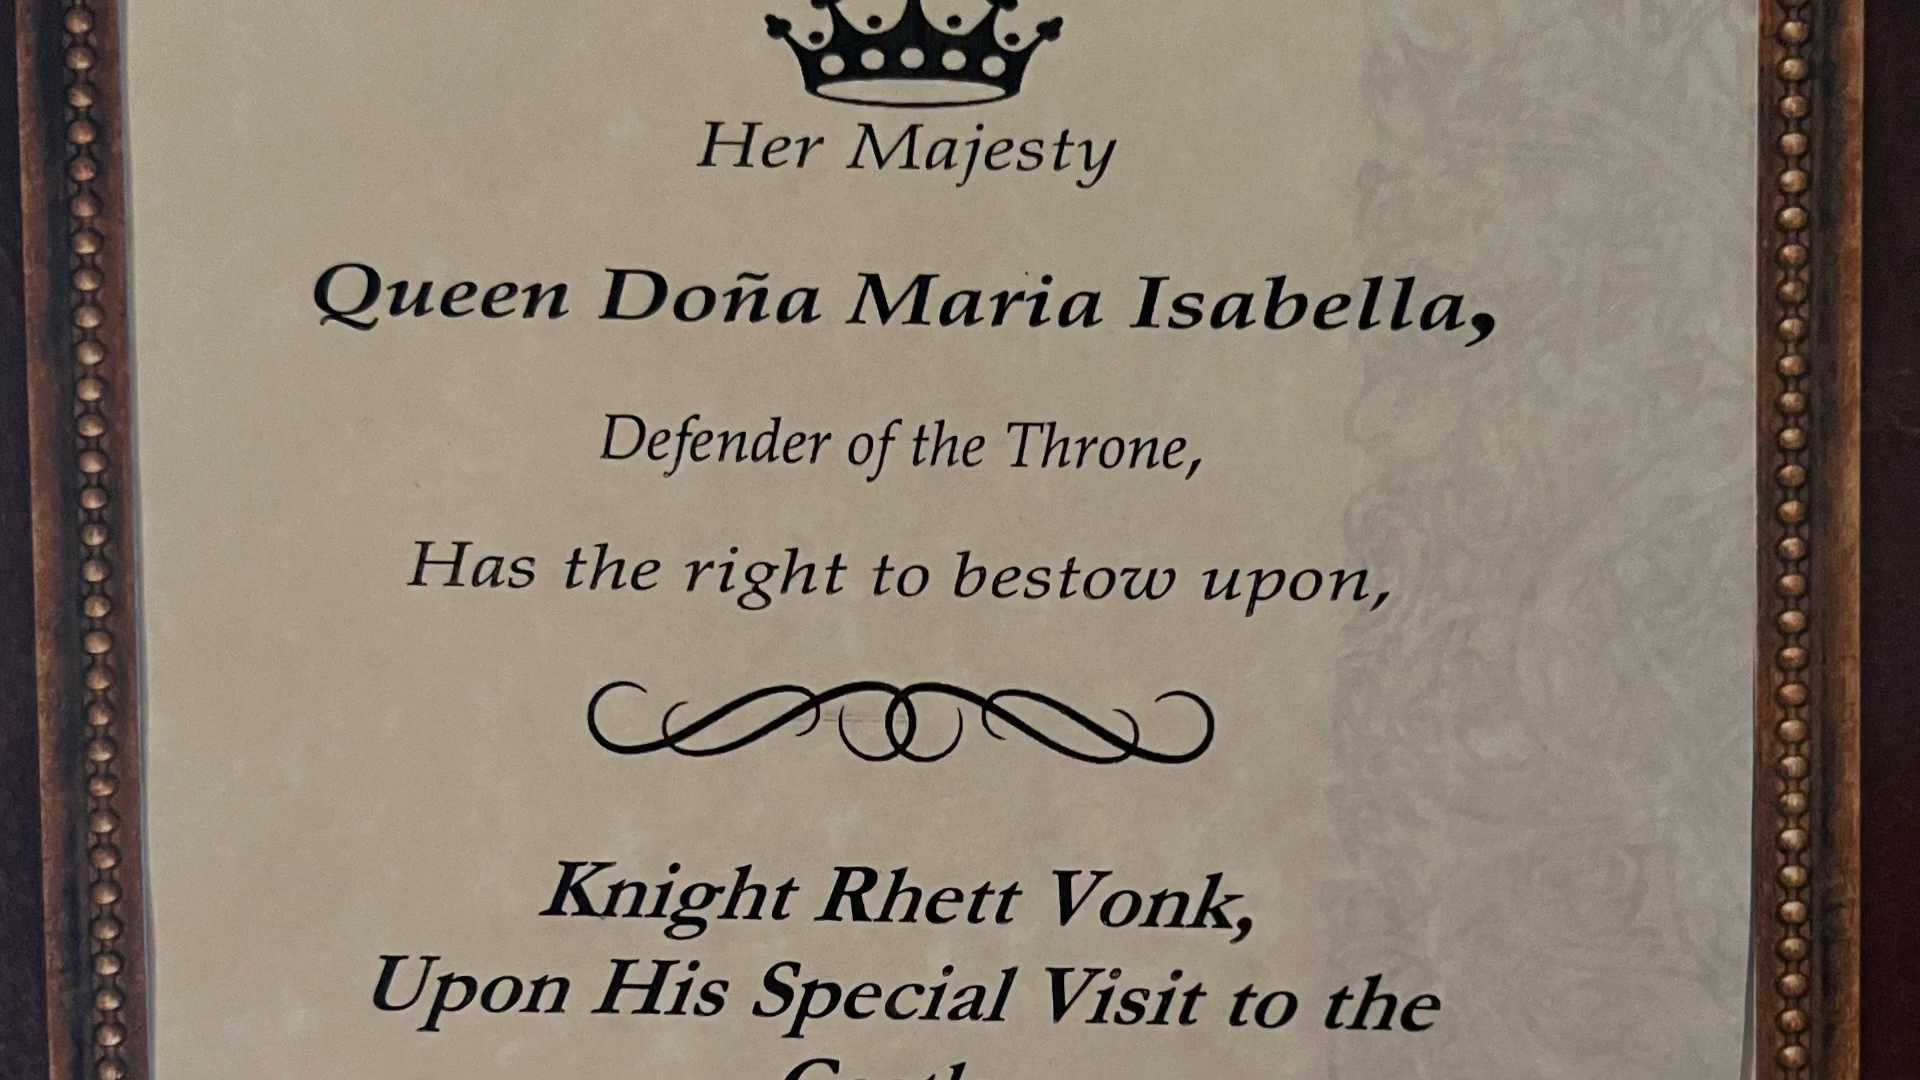 Her Majesty
Queen Doña Maria Isabella,
Defender of the Throne,
Has the right to bestow upon,
Knight Rhett Vonk,
Upon His Special Visit to the